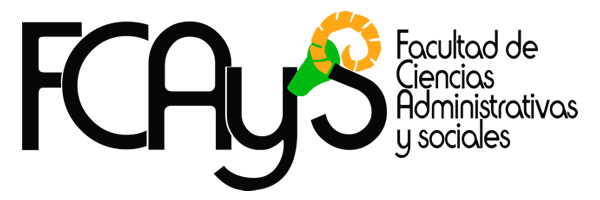 FCAyS
Facultad de
Ciencias
Administrativas
y sociales